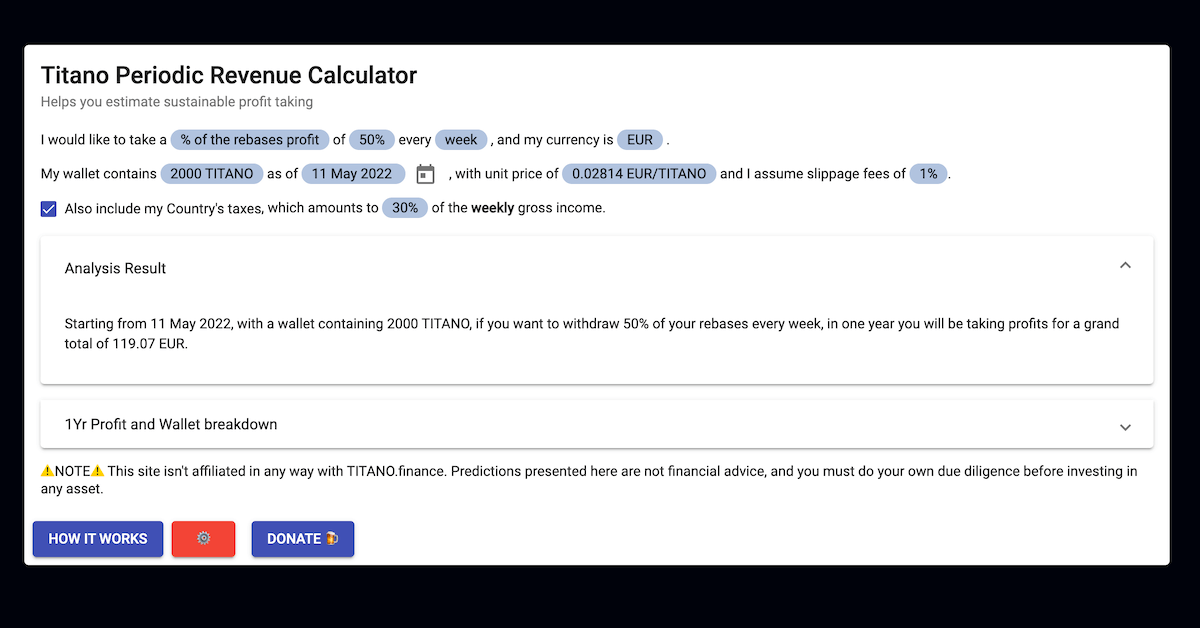 Titano Periodic Revenue Calculator
Helps you estimate sustainable profit taking
I would like to take a % of the rebases profit of 50% every week , and my currency is EUR .
My wallet contains 2000 TITANO as of 11 May 2022 , with unit price of 0.02814 EUR/TITANO and I assume slippage fees of 1% .
Also include my Country's taxes, which amounts to 30% of the weekly gross income.
Analysis Result
Starting from 11 May 2022, with a wallet containing 2000 TITANO, if you want to withdraw 50% of your rebases every week, in one year you will be taking profits for a grand
total of 119.07 EUR.
1Yr Profit and Wallet breakdown
⚠️NOTE⚠️ This site isn't affiliated in any way with TITANO.finance. Predictions presented here are not financial advice, and you must do your own due diligence before investing in
any asset.
HOW IT WORKS
DONATE 🍺